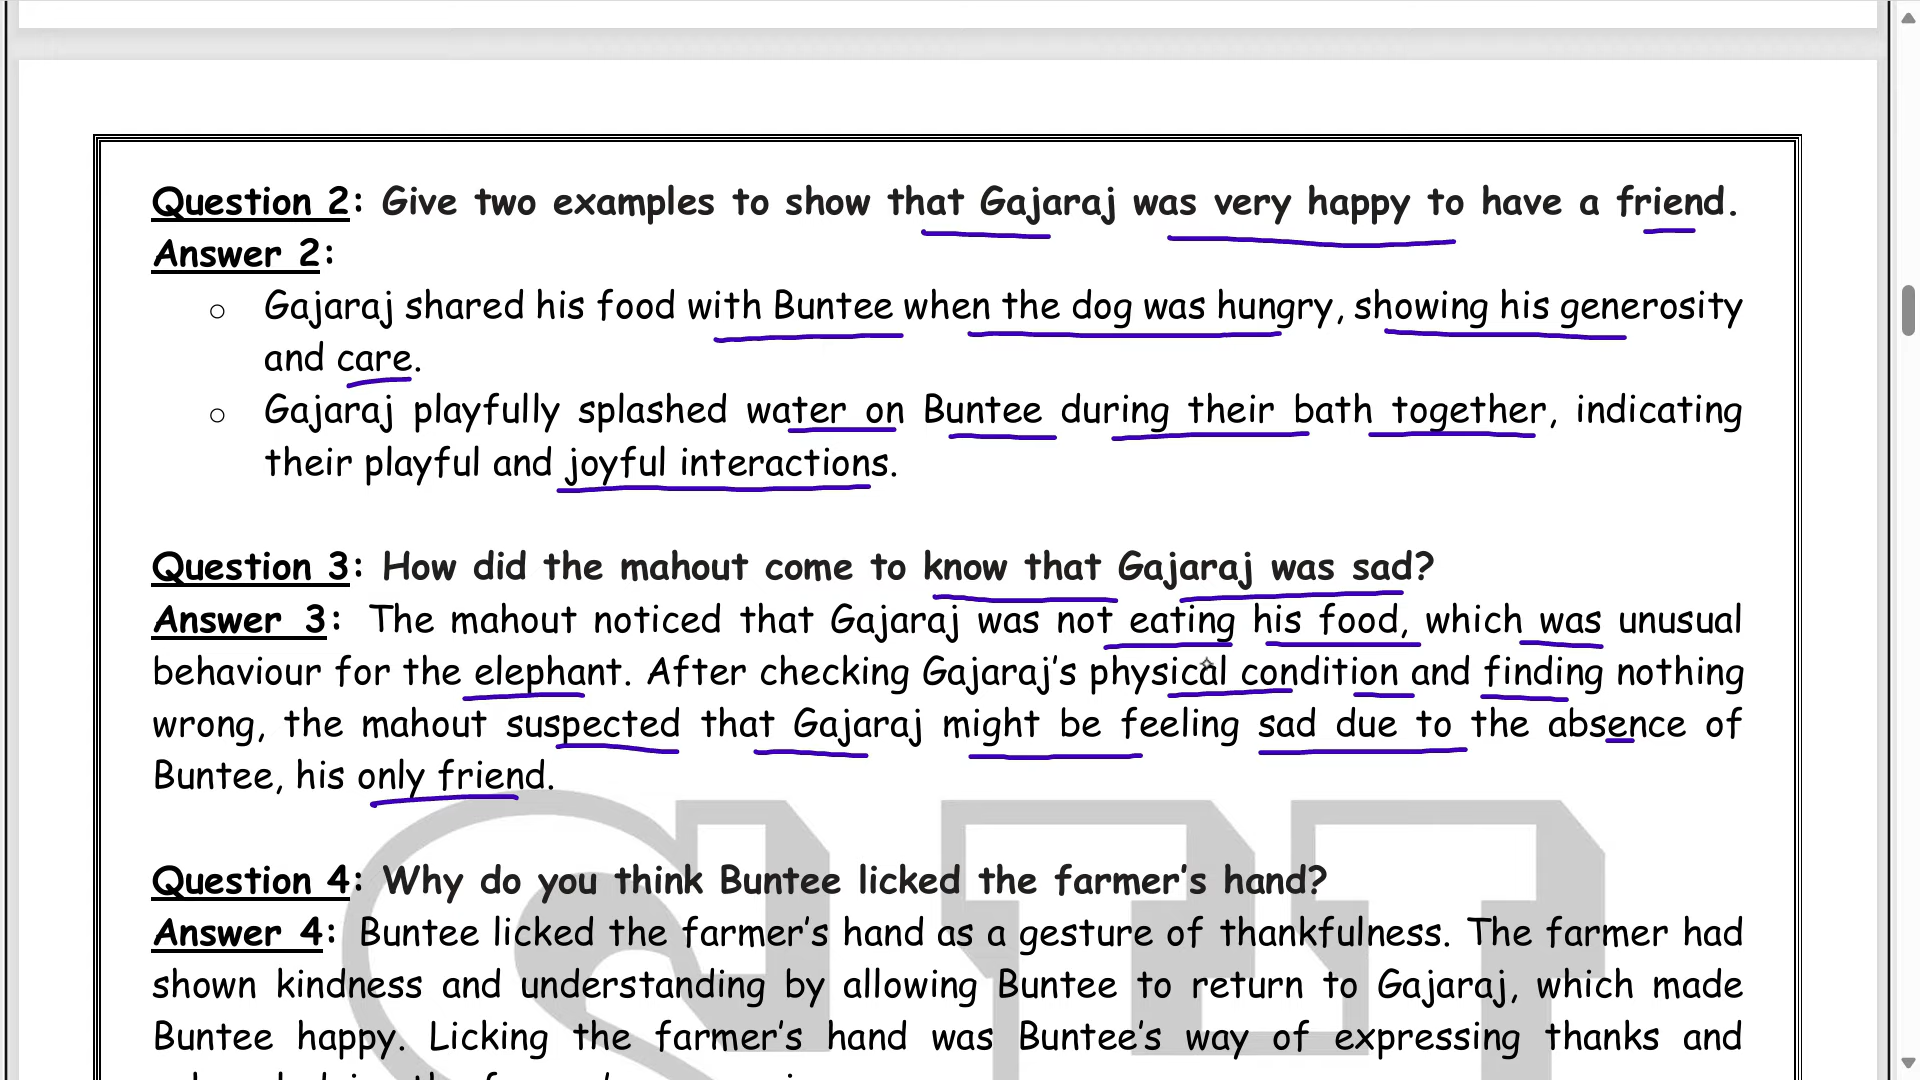 Question 2: Give two examples to show that Gajaraj was very happy to have a friend.
Answer 2:
○ Gajaraj shared his food with Buntee when the dog was hungry, showing his generosity
and care.
○ Gajaraj playfully splashed water on Buntee during their bath together, indicating
their playful and joyful interactions.
Question 3: How did the mahout come to know that Gajaraj was sad?
Answer 3: The mahout noticed that Gajaraj was not eating his food, which was unusual
behaviour for the elephant. After checking Gajaraj’s physical condition and finding nothing
wrong, the mahout suspected that Gajaraj might be feeling sad due to the absence of
Buntee, his only friend.
Question 4: Why do you think Buntee licked the farmer’s hand?
Answer 4: Buntee licked the farmer’s hand as a gesture of thankfulness. The farmer had
shown kindness and understanding by allowing Buntee to return to Gajaraj, which made
Buntee happy. Licking the farmer’s hand was Buntee’s way of expressing thanks and